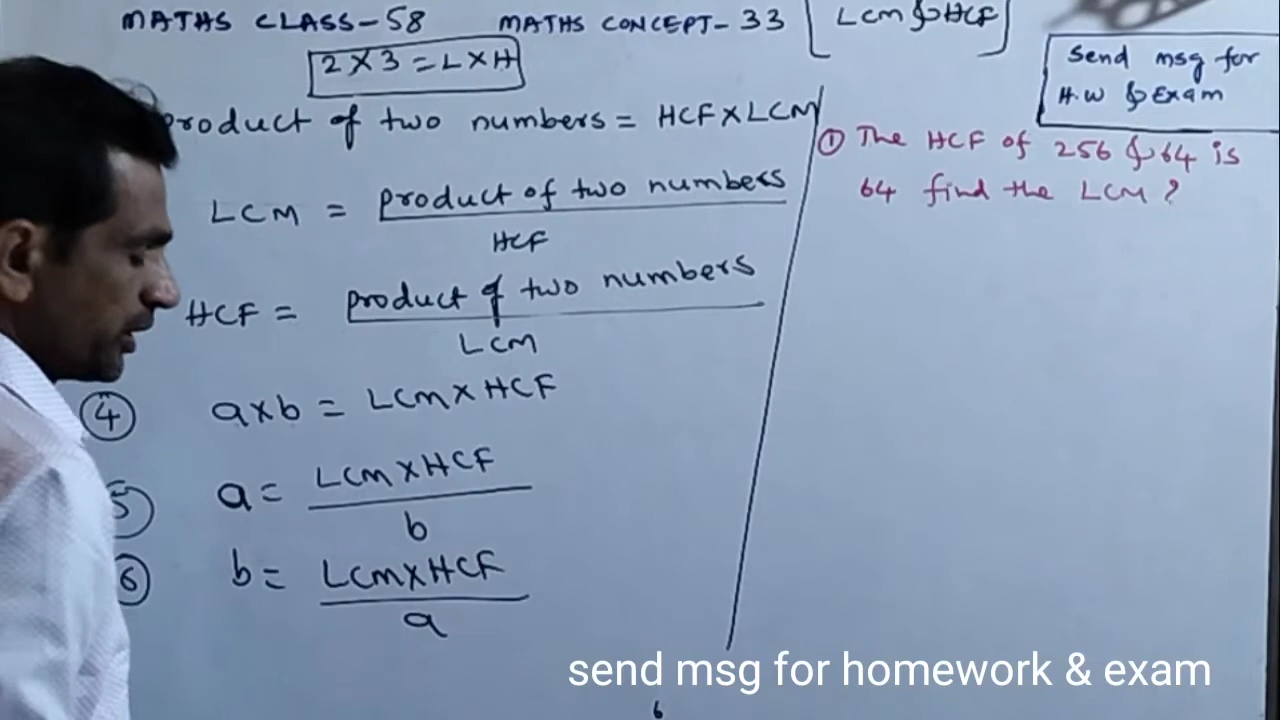 MATHS CLASS-58 MATHS CONCEPT-33 [LCM & HCF]
2 X 3 = L X H
Product of two numbers = HCF X LCM
LCM = product of two numbers
HCF
HCF = product of two numbers
LCM
④ a x b = LCM X HCF
⑤ a = LCM X HCF
b
⑥ b = LCM X HCF
a
Send msg for
H.W & Exam
① The HCF of 256 & 64 is
64 find the LCM ?
send msg for homework & exam
6